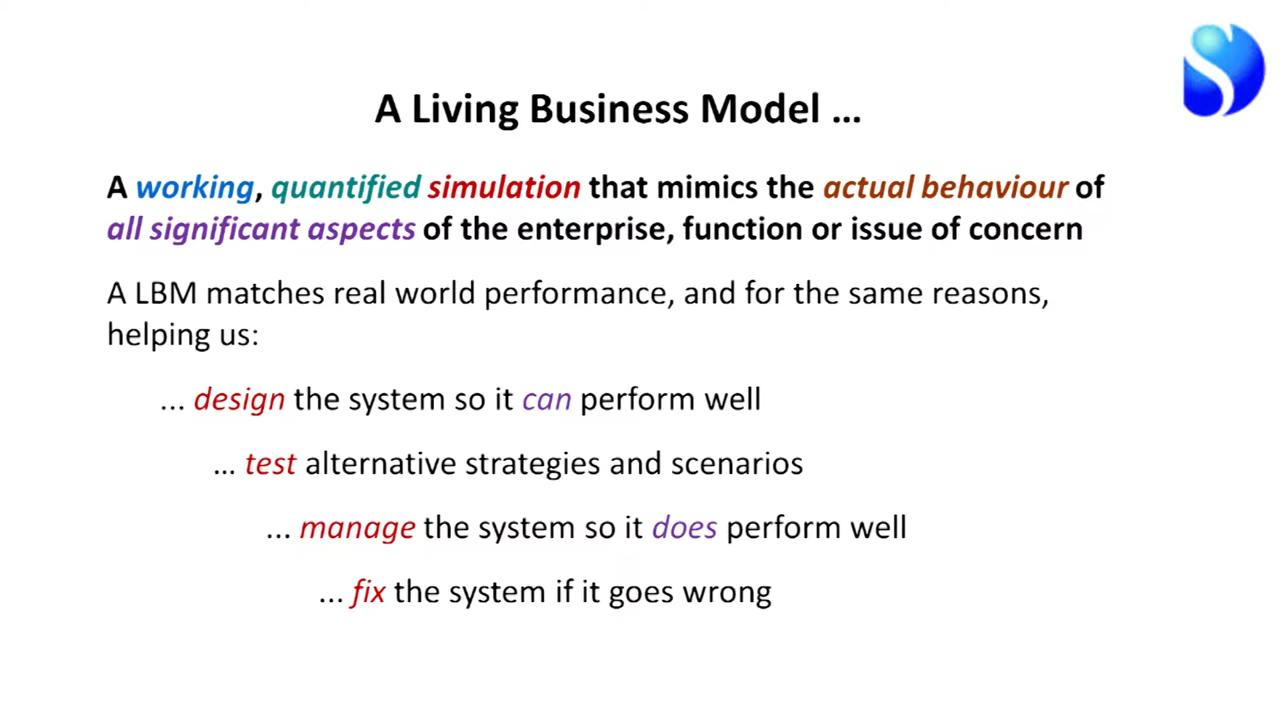 A Living Business Model ...
A working, quantified simulation that mimics the actual behaviour of
all significant aspects of the enterprise, function or issue of concern
A LBM matches real world performance, and for the same reasons,
helping us:
... design the system so it can perform well
... test alternative strategies and scenarios
... manage the system so it does perform well
... fix the system if it goes wrong